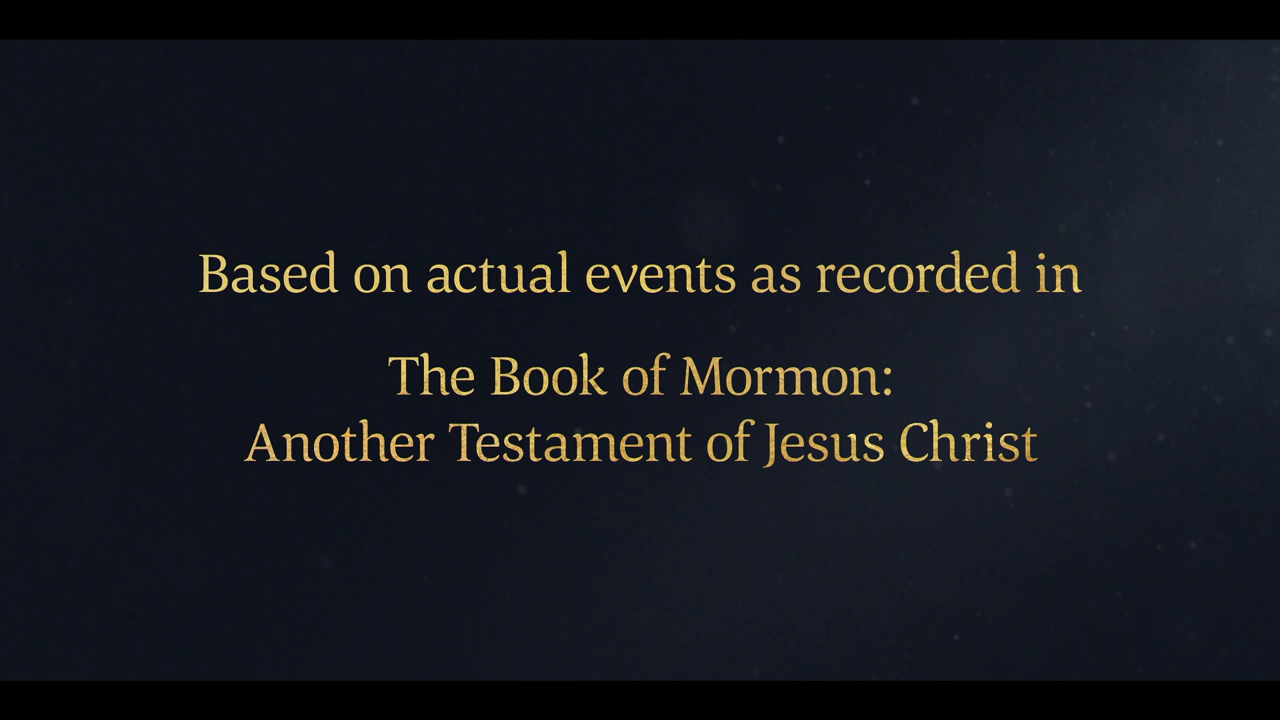 Based on actual events as recorded in
The Book of Mormon:
Another Testament of Jesus Christ